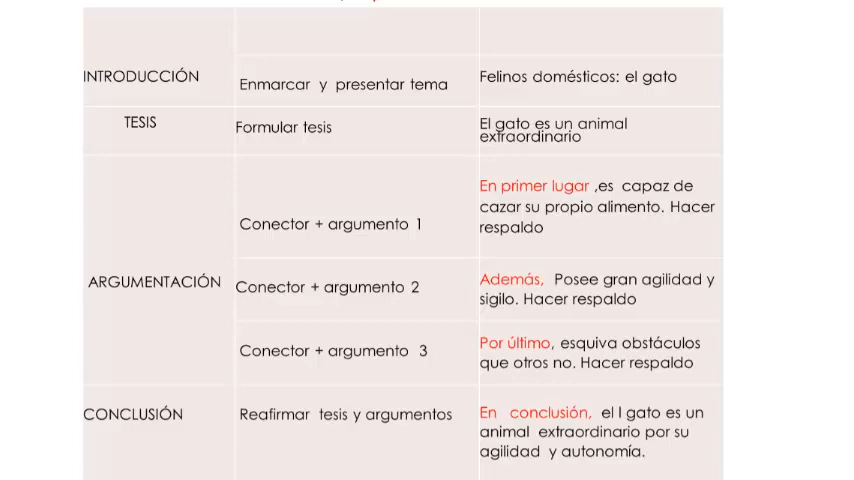 INTRODUCCIÓN
Enmarcar y presentar tema
Felinos domésticos: el gato
TESIS
Formular tesis
El gato es un animal
extraordinario
ARGUMENTACIÓN
Conector + argumento 1
En primer lugar ,es capaz de
cazar su propio alimento. Hacer
respaldo
Conector + argumento 2
Además, Posee gran agilidad y
sigilo. Hacer respaldo
Conector + argumento 3
Por último, esquiva obstáculos
que otros no. Hacer respaldo
CONCLUSIÓN
Reafirmar tesis y argumentos
En conclusión, el l gato es un
animal extraordinario por su
agilidad y autonomía.